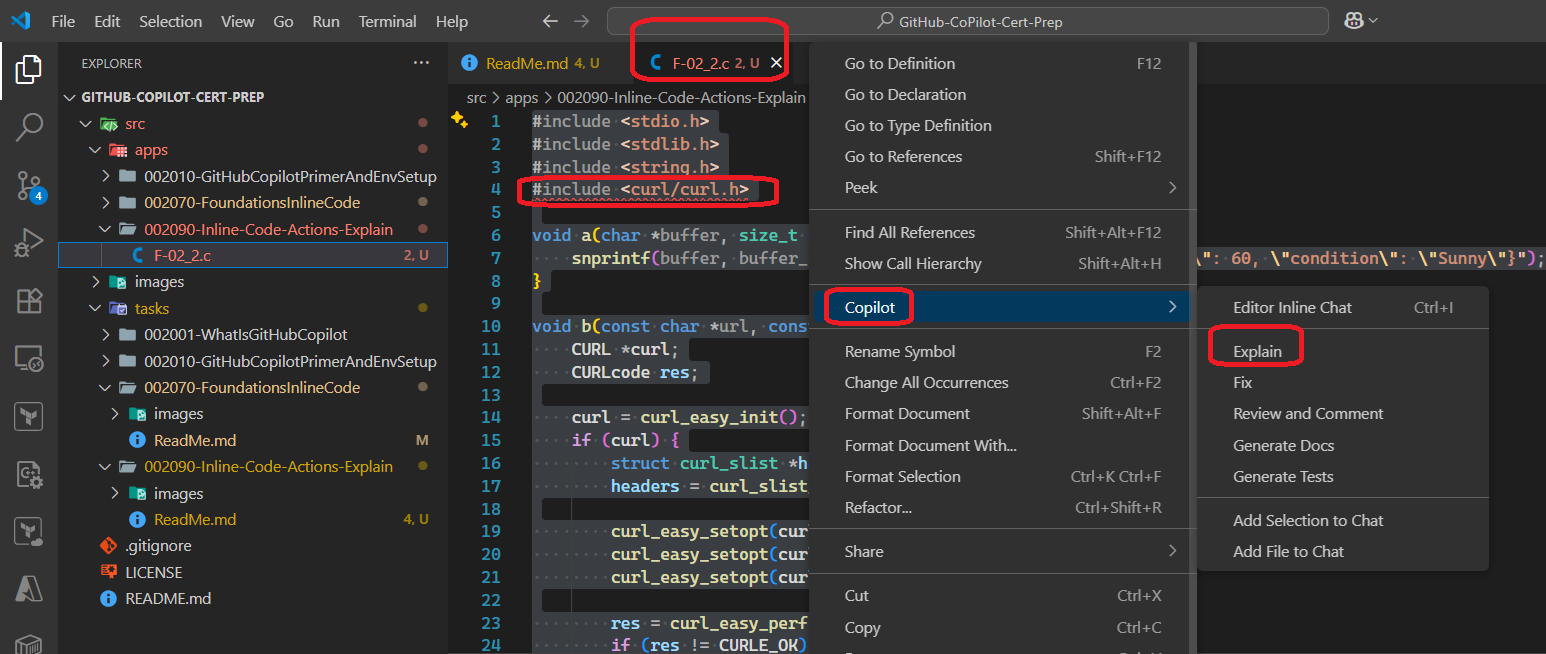 File Edit Selection View Go Run Terminal Help
GitHub-CoPilot-Cert-Prep
EXPLORER
GITHUB-COPILOT-CERT-PREP
src
apps
002010-GitHubCopilotPrimerAndEnvSetup
002070-FoundationsInlineCode
002090-Inline-Code-Actions-Explain
F-02_2.c 2, U
images
tasks
002001-WhatIsGitHubCopilot
002010-GitHubCopilotPrimerAndEnvSetup
002070-FoundationsInlineCode
images
ReadMe.md M
002090-Inline-Code-Actions-Explain
images
ReadMe.md 4, U
.gitignore
LICENSE
README.md
4
ReadMe.md 4, U
F-02_2.c 2, U
src > apps > 002090-Inline-Code-Actions-Explain
1 #include <stdio.h>
2 #include <stdlib.h>
3 #include <string.h>
4 #include <curl/curl.h>
5
6 void a(char *buffer, size_t
7 snprintf(buffer, buffer_
\": 60, \"condition\": \"Sunny\"}");
8 }
9
10 void b(const char *url, cons
11 CURL *curl;
12 CURLcode res;
13
14 curl = curl_easy_init();
15 if (curl) {
16 struct curl_slist *h
17 headers = curl_slist_
18
19 curl_easy_setopt(cur
20 curl_easy_setopt(cur
21 curl_easy_setopt(cur
22
23 res = curl_easy_perf
24 if (res != CURLE_OK)
Go to Definition F12
Go to Declaration
Go to Type Definition
Go to References Shift+F12
Peek
Find All References Shift+Alt+F12
Show Call Hierarchy Shift+Alt+H
Copilot
Rename Symbol F2
Change All Occurrences Ctrl+F2
Format Document Shift+Alt+F
Format Document With...
Format Selection Ctrl+K Ctrl+F
Refactor... Ctrl+Shift+R
Share
Cut Ctrl+X
Copy Ctrl+C
Editor Inline Chat Ctrl+I
Explain
Fix
Review and Comment
Generate Docs
Generate Tests
Add Selection to Chat
Add File to Chat